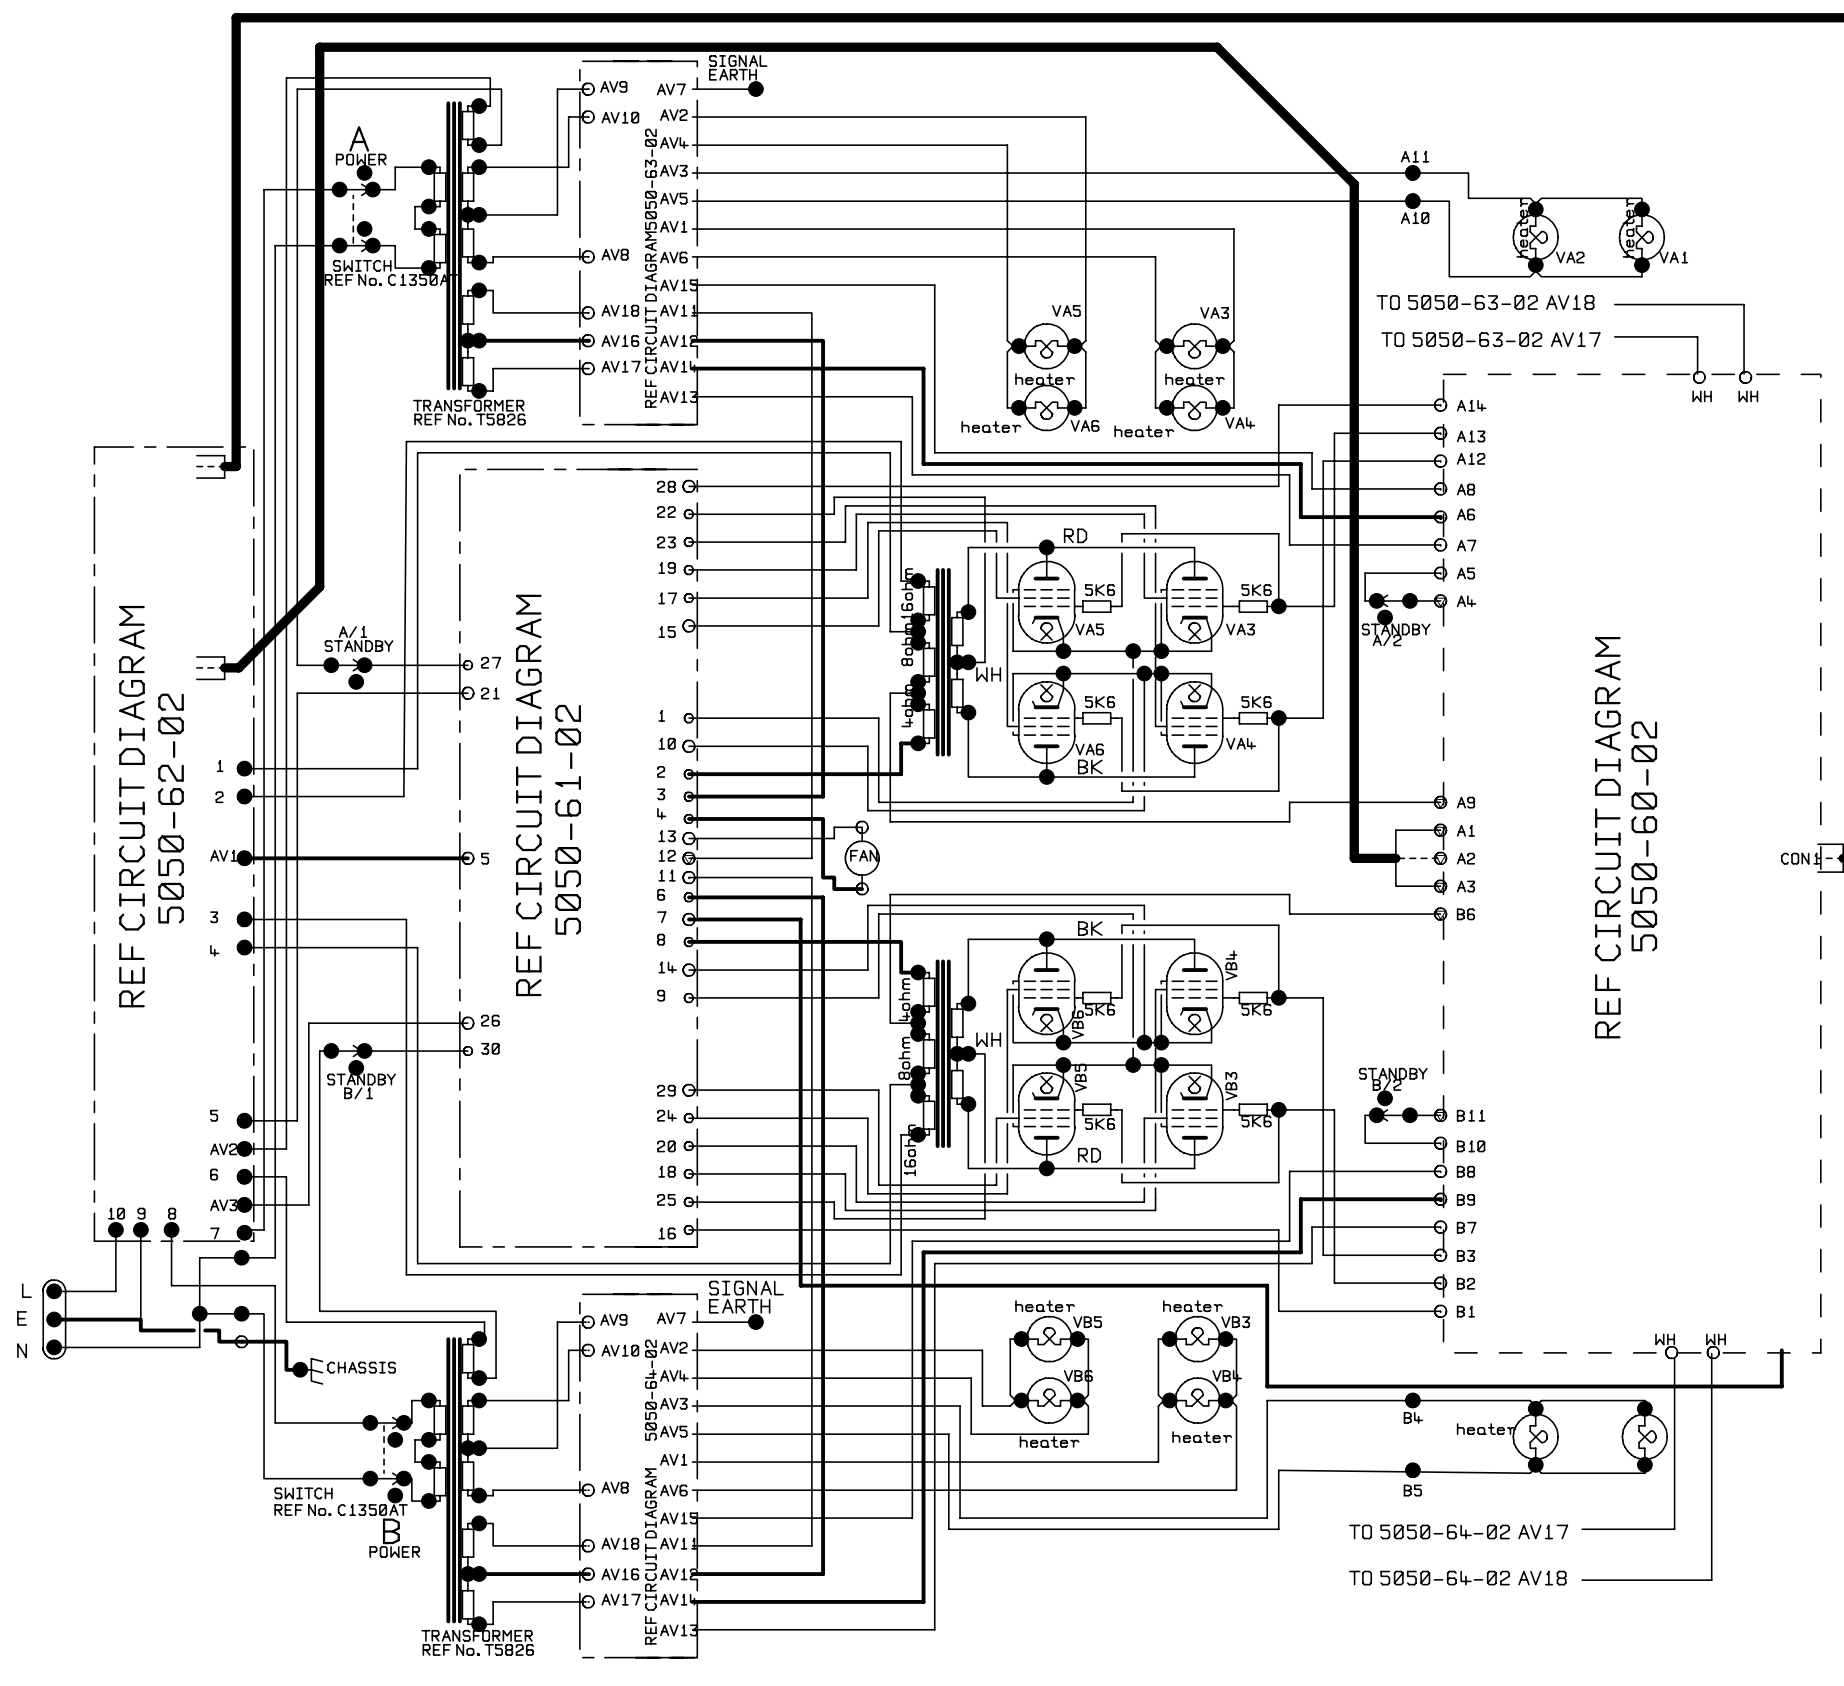 SIGNAL
EARTH
AV9
AV7
AV10
AV2
AV4
AV3
AV5
AV1
AV8
AV6
AV15
AV18
AV11
AV16
AV12
AV17
AV14
AV13
REF CIRCUIT DIAGRAM 5050-63-02
A
POWER
SWITCH
REF No. C1350AT
TRANSFORMER
REF No. T5826
A11
A10
heater
heater
VA2
VA1
TO 5050-63-02 AV18
TO 5050-63-02 AV17
VA5
VA3
heater
heater
heater
VA6
heater
VA4
WH
WH
A14
A13
A12
A8
A6
A7
A5
A4
STANDBY
A/2
A9
A1
A2
A3
B6
REF CIRCUIT DIAGRAM
5050-60-02
CON1
STANDBY
B/2
B11
B10
B8
B9
B7
B3
B2
B1
WH
WH
REF CIRCUIT DIAGRAM
5050-62-02
1
2
AV1
3
4
5
AV2
6
AV3
7
10
9
8
A/1
STANDBY
27
21
5
26
30
STANDBY
B/1
REF CIRCUIT DIAGRAM
5050-61-02
28
22
23
19
17
15
1
10
2
3
4
13
12
11
6
7
8
14
9
29
24
20
18
25
16
FAN
16ohm
8ohm
4ohm
WH
RD
5K6
5K6
VA5
VA3
5K6
5K6
VA6
VA4
BK
4ohm
8ohm
16ohm
WH
BK
VB4
5K6
5K6
VB6
VB5
VB3
5K6
5K6
RD
L
E
N
CHASSIS
SWITCH
REF No. C1350AT
B
POWER
TRANSFORMER
REF No. T5826
SIGNAL
EARTH
AV9
AV7
AV10
AV2
AV4
AV3
AV5
AV1
AV8
AV6
AV15
AV18
AV11
AV16
AV12
AV17
AV14
AV13
REF CIRCUIT DIAGRAM 5050-64-02
heater
heater
VB5
VB3
VB6
VB4
heater
heater
B4
heater
B5
TO 5050-64-02 AV17
TO 5050-64-02 AV18